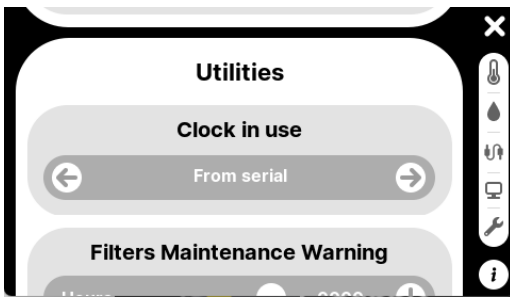 Utilities
Clock in use
From serial
Filters Maintenance Warning
i